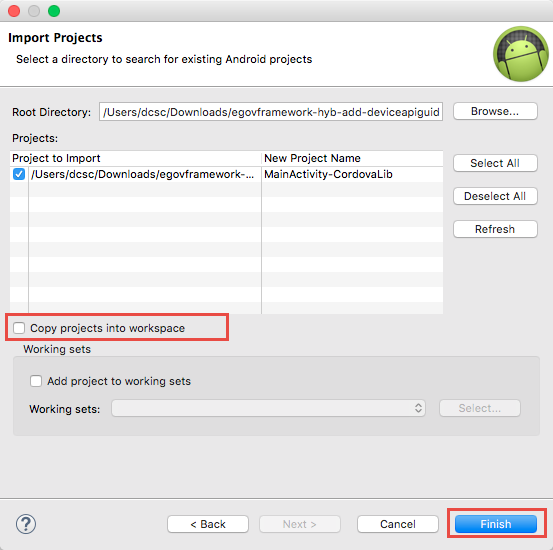 Import Projects
Select a directory to search for existing Android projects
Root Directory: /Users/dcsc/Downloads/egovframework-hyb-add-deviceapiguid Browse...
Projects:
Project to Import New Project Name
/Users/dcsc/Downloads/egovframework-... MainActivity-CordovaLib
Select All
Deselect All
Refresh
Copy projects into workspace
Working sets
Add project to working sets
Working sets: Select...
? < Back Next > Cancel Finish